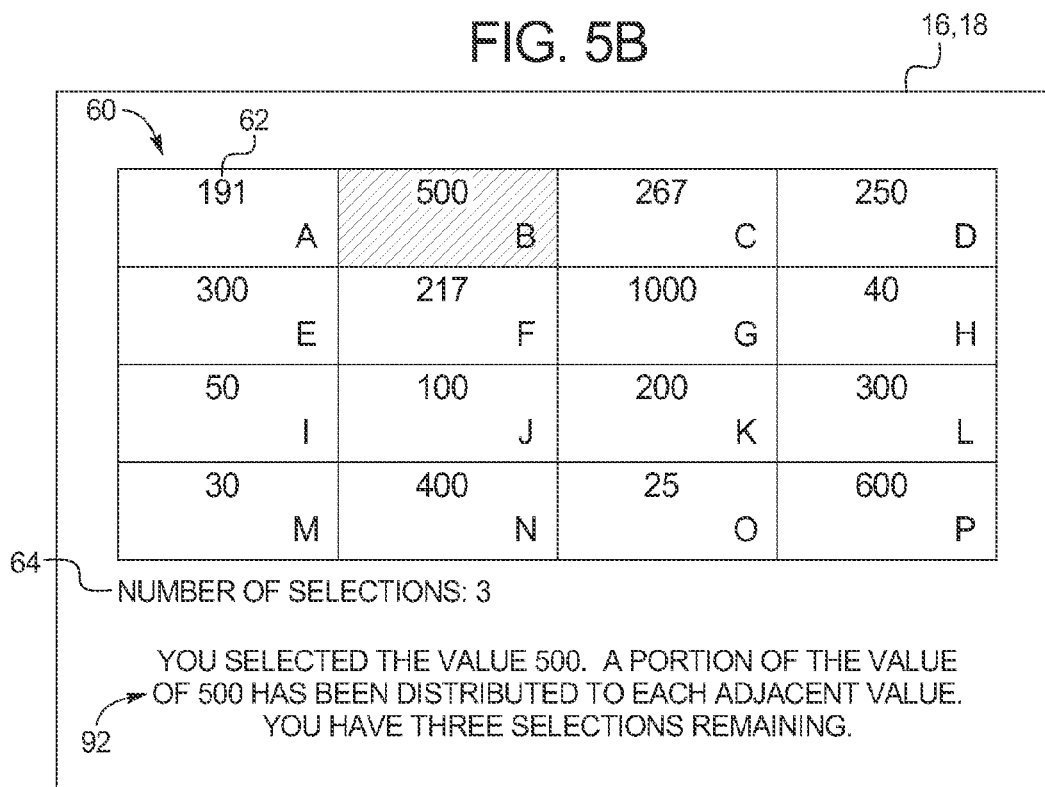 FIG. 5B
16,18
60
62
191 500 267 250
A B C D
300 217 1000 40
E F G H
50 100 200 300
I J K L
30 400 25 600
M N O P
64
NUMBER OF SELECTIONS: 3
YOU SELECTED THE VALUE 500. A PORTION OF THE VALUE
OF 500 HAS BEEN DISTRIBUTED TO EACH ADJACENT VALUE.
YOU HAVE THREE SELECTIONS REMAINING.
92